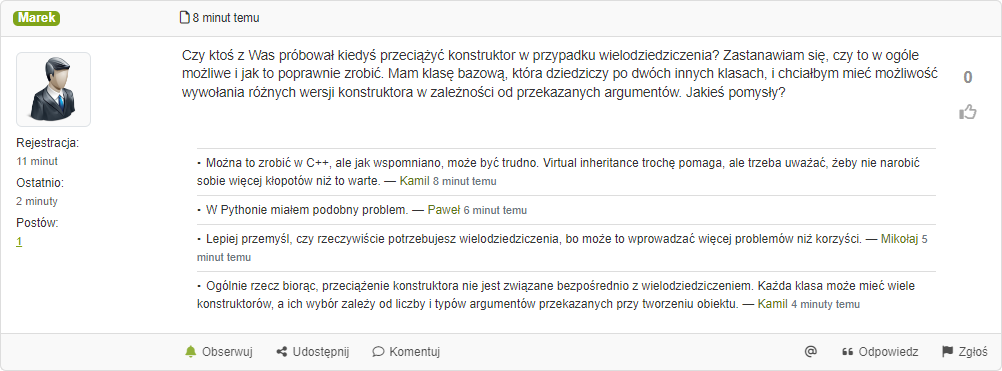 Marek
8 minut temu
Czy ktoś z Was próbował kiedyś przeciążyć konstruktor w przypadku wielodziedziczenia? Zastanawiam się, czy to w ogóle
możliwe i jak to poprawnie zrobić. Mam klasę bazową, która dziedziczy po dwóch innych klasach, i chciałbym mieć możliwość
wywołania różnych wersji konstruktora w zależności od przekazanych argumentów. Jakieś pomysły?
0
Rejestracja:
11 minut
Ostatnio:
2 minuty
Postów:
1
• Można to zrobić w C++, ale jak wspomniano, może być trudno. Virtual inheritance trochę pomaga, ale trzeba uważać, żeby nie narobić
sobie więcej kłopotów niż to warte. — Kamil 8 minut temu
• W Pythonie miałem podobny problem. — Paweł 6 minut temu
• Lepiej przemyśl, czy rzeczywiście potrzebujesz wielodziedziczenia, bo może to wprowadzać więcej problemów niż korzyści. — Mikołaj 5
minut temu
• Ogólnie rzecz biorąc, przeciążenie konstruktora nie jest związane bezpośrednio z wielodziedziczeniem. Każda klasa może mieć wiele
konstruktorów, a ich wybór zależy od liczby i typów argumentów przekazanych przy tworzeniu obiektu. — Kamil 4 minuty temu
Obserwuj Udostępnij Komentuj @ Odpowiedz Zgłoś